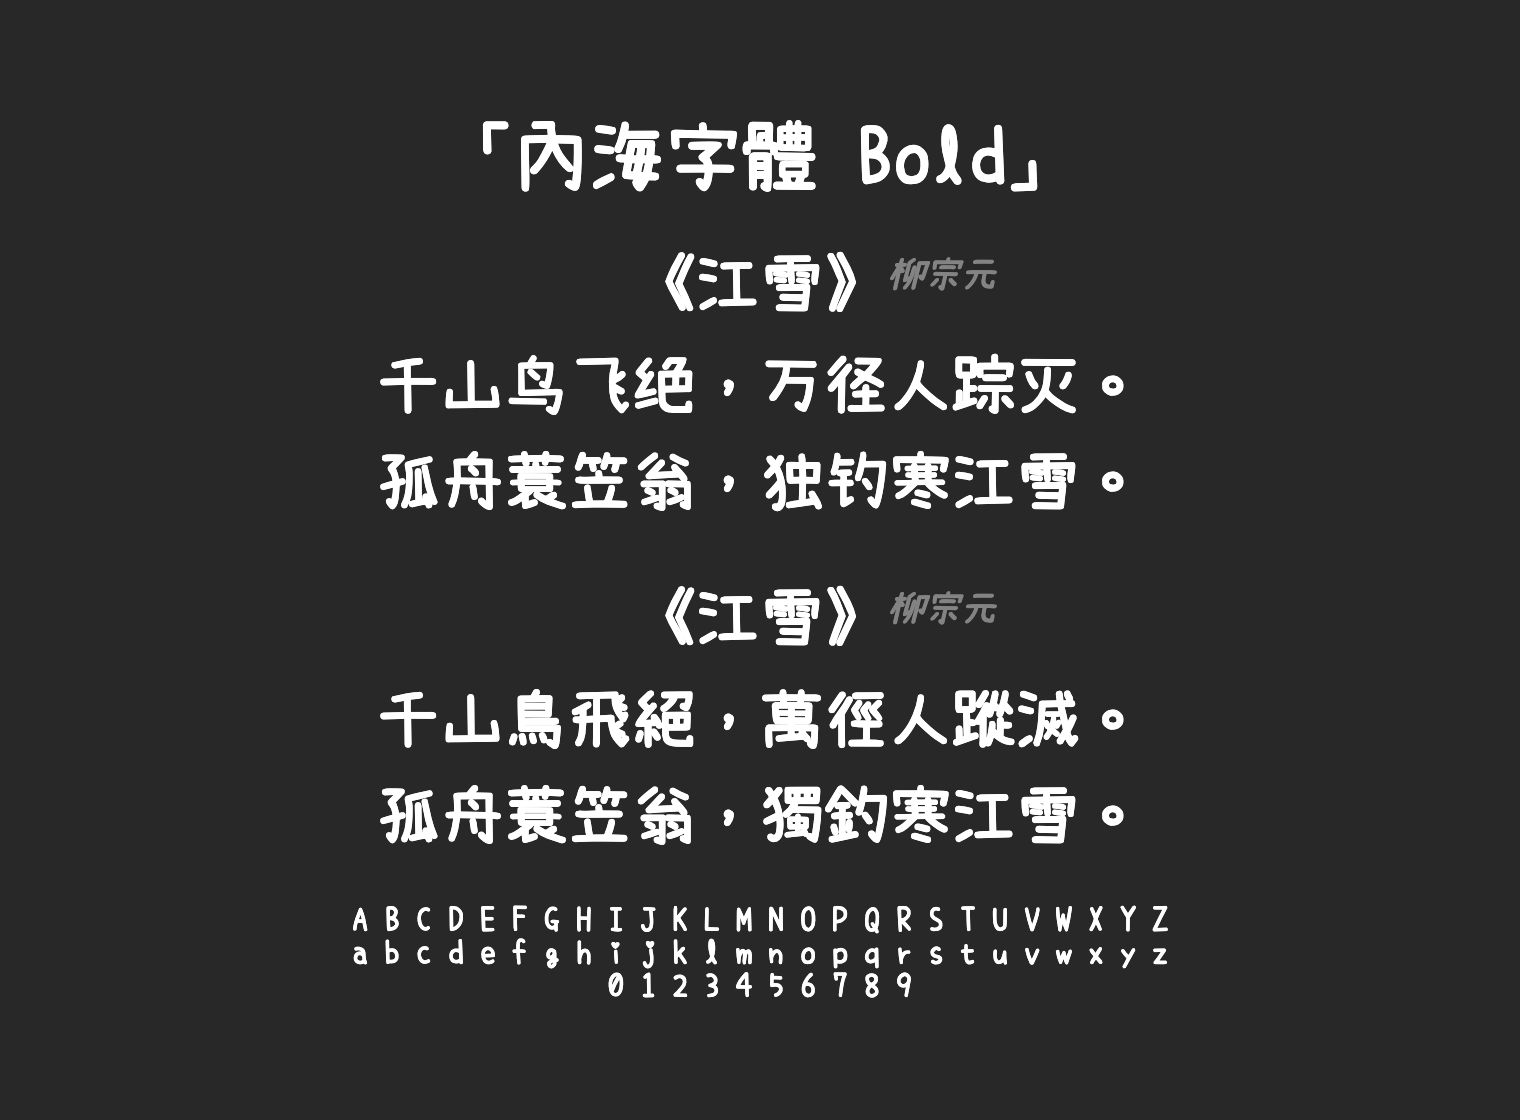 「內海字體 Bold」
《江雪》 柳宗元
千山鸟飞绝，万径人踪灭。
孤舟蓑笠翁，独钓寒江雪。
《江雪》 柳宗元
千山鳥飛絕，萬徑人蹤滅。
孤舟蓑笠翁，獨釣寒江雪。
A B C D E F G H I J K L M N O P Q R S T U V W X Y Z
a b c d e f g h i j k l m n o p q r s t u v w x y z
0 1 2 3 4 5 6 7 8 9